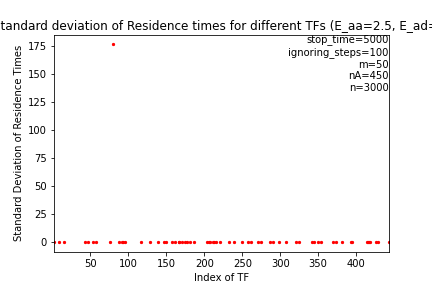 tandard deviation of Residence times for different TFs (E_aa=2.5, E_ad=
stop_time=5000
ignoring_steps=100
m=50
nA=450
n=3000
Standard Deviation of Residence Times
175
150
125
100
75
50
25
0
50 100 150 200 250 300 350 400
Index of TF